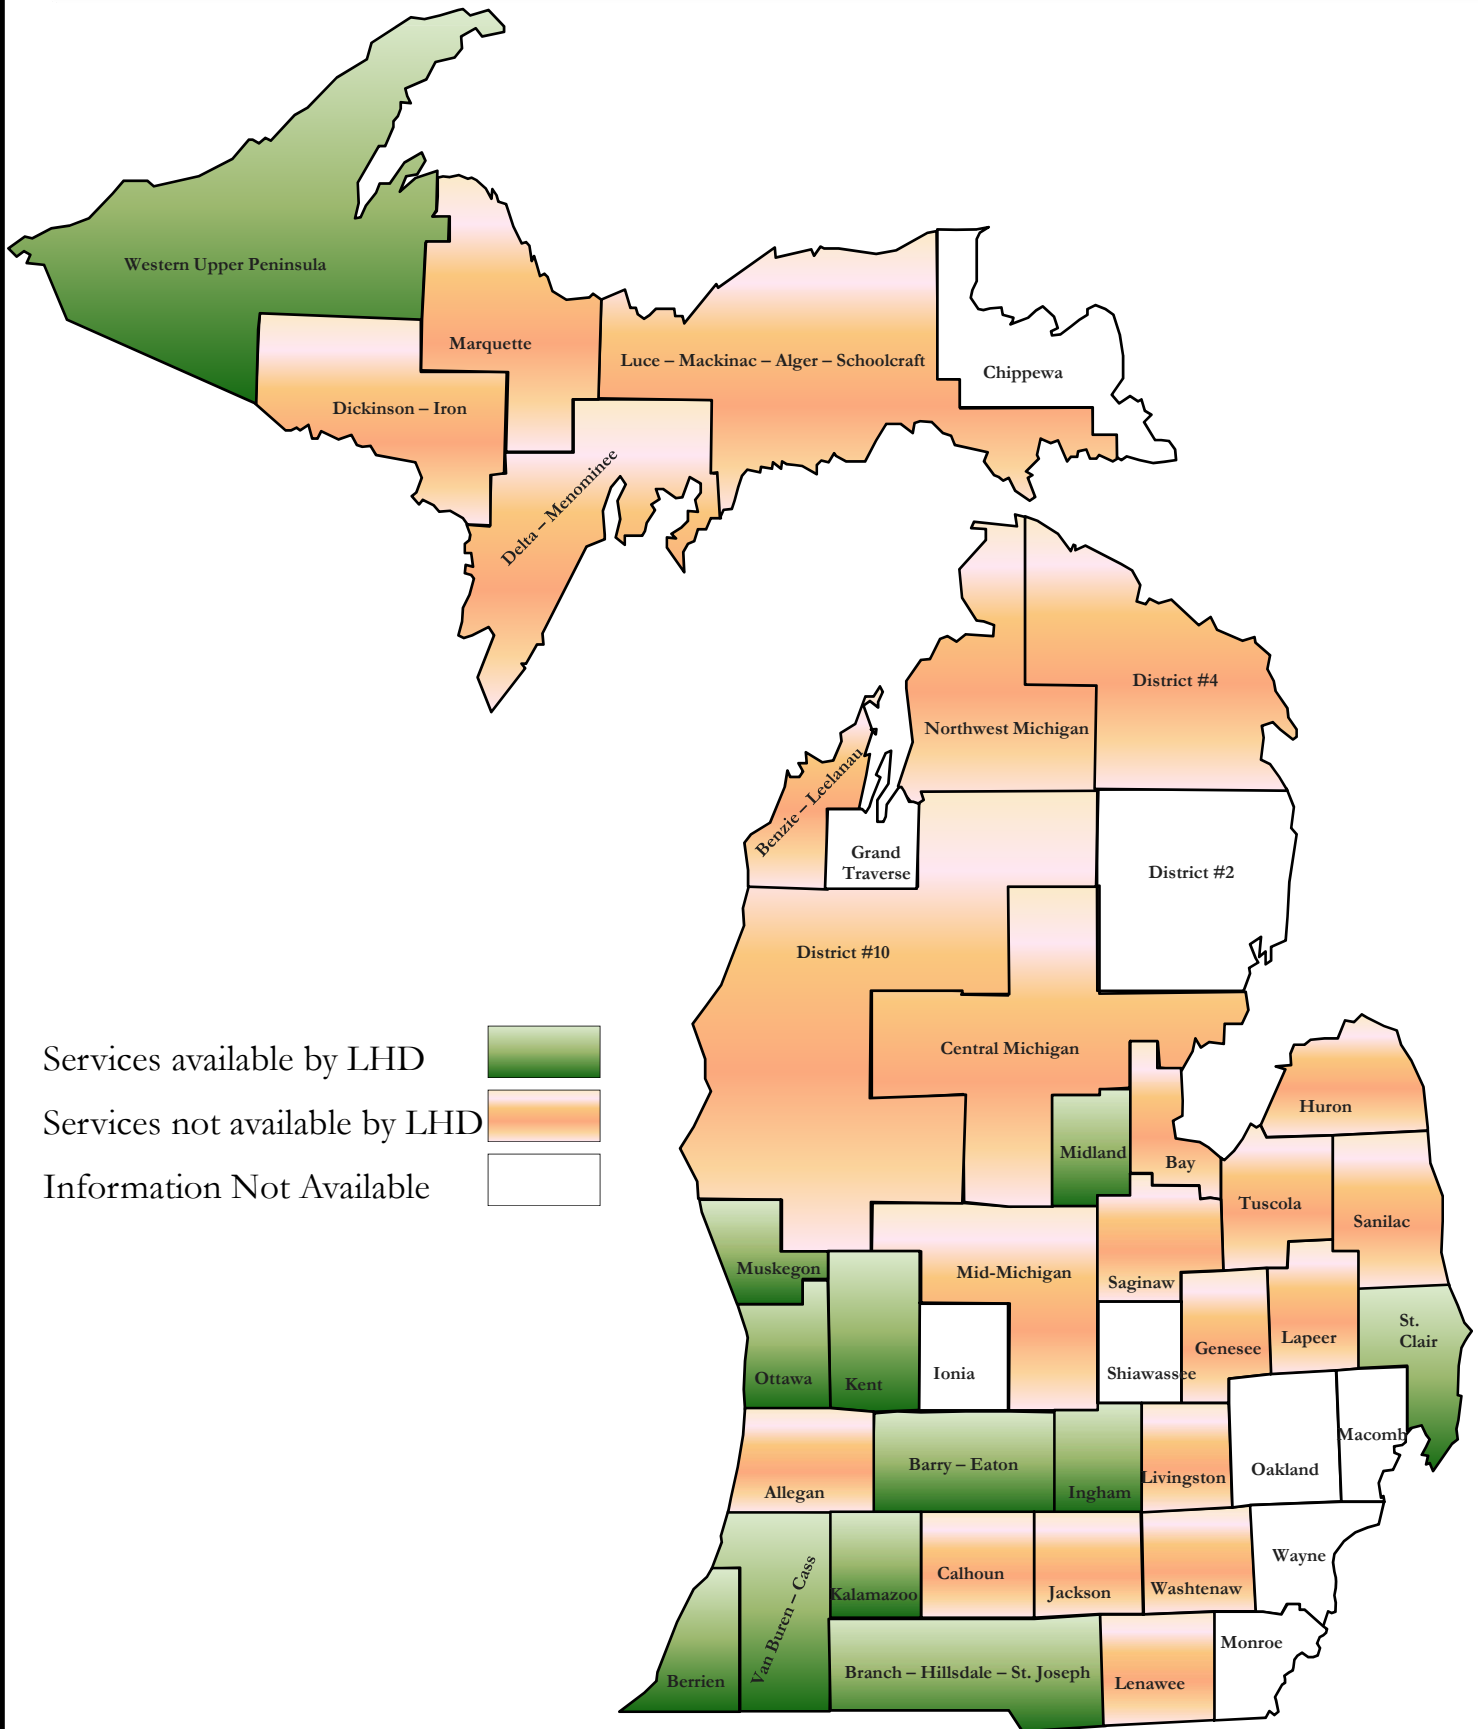 Western Upper Peninsula
Marquette
Luce – Mackinac – Alger – Schoolcraft
Chippewa
Dickinson – Iron
Delta – Menominee
District #4
Northwest Michigan
Benzie – Leelanau
Grand
Traverse
District #2
District #10
Central Michigan
Services available by LHD
Services not available by LHD
Information Not Available
Huron
Midland
Bay
Tuscola
Sanilac
Muskegon
Mid-Michigan
Saginaw
St.
Clair
Lapeer
Genesee
Ottawa
Kent
Ionia
Shiawassee
Macomb
Barry – Eaton
Oakland
Livingston
Allegan
Ingham
Wayne
Calhoun
Van Buren – Cass
Kalamazoo
Jackson
Washtenaw
Monroe
Branch – Hillsdale – St. Joseph
Berrien
Lenawee